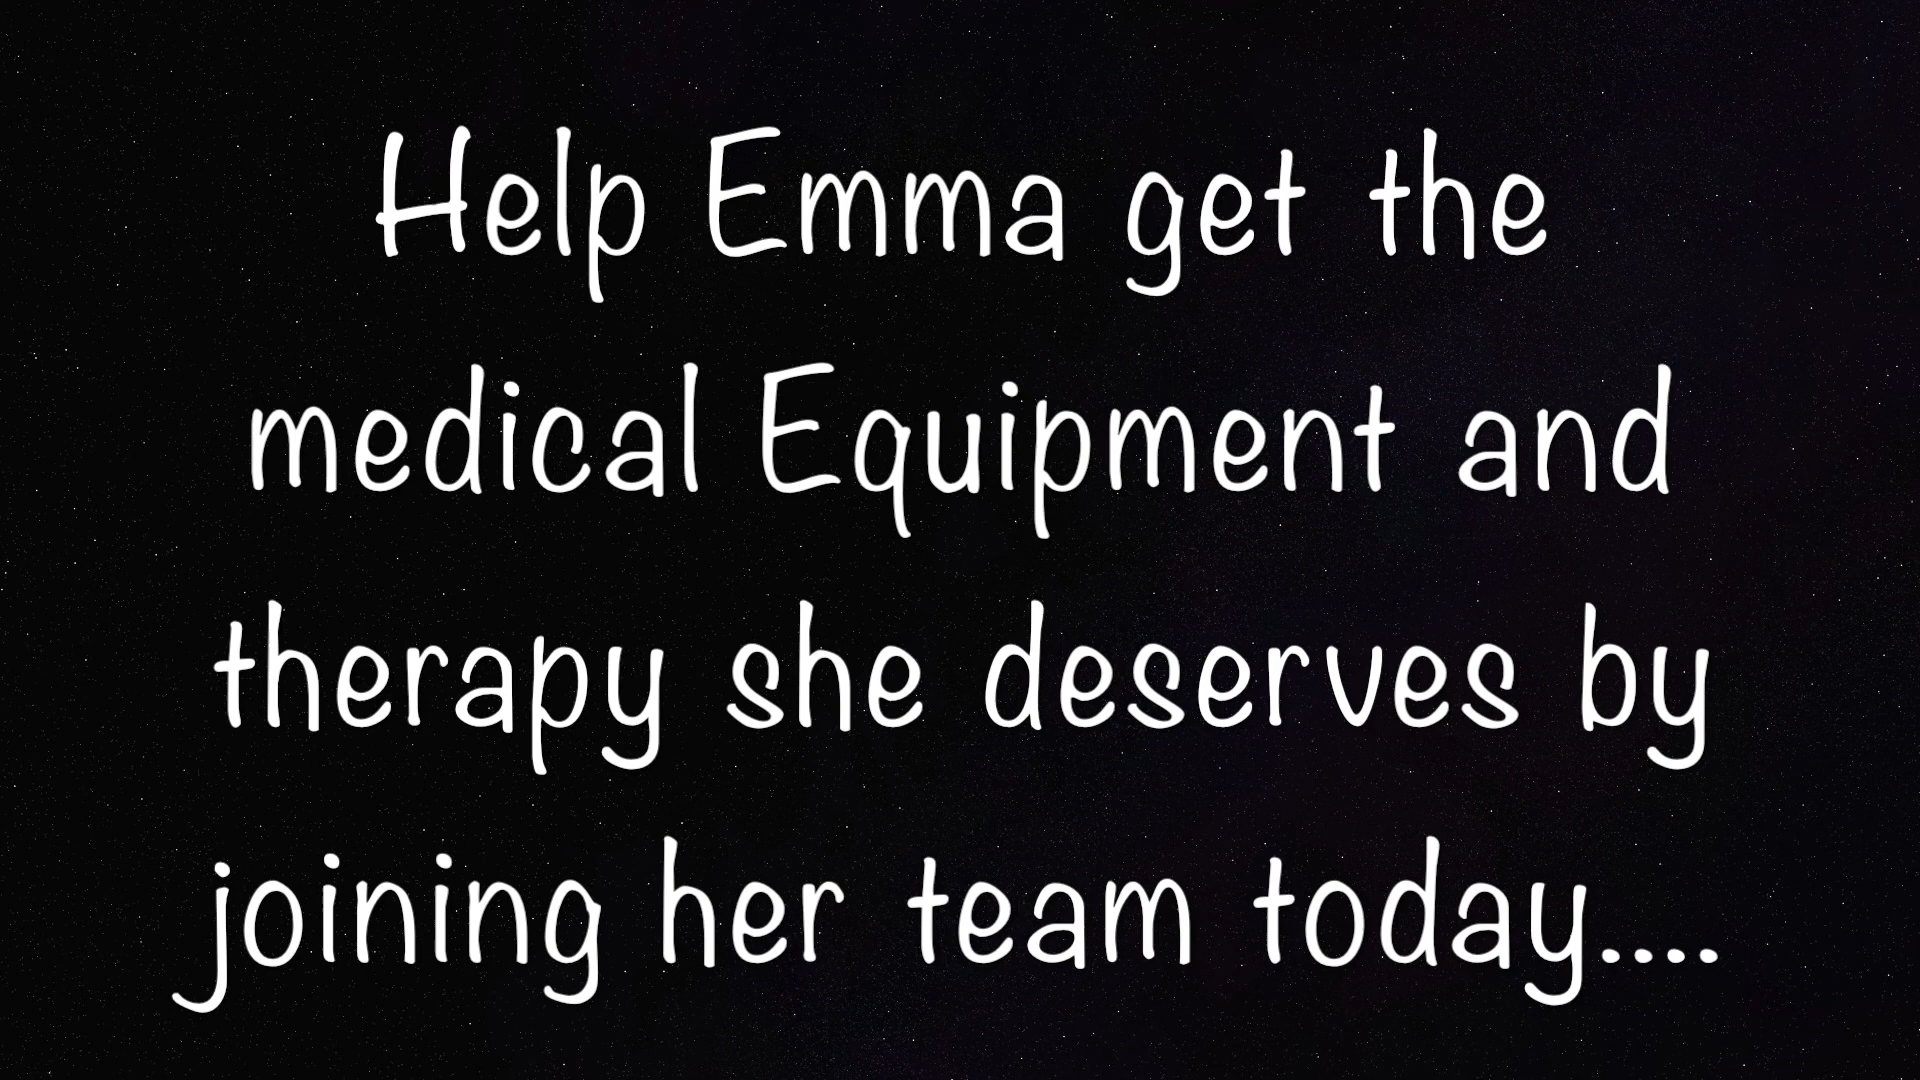 Help Emma get the
medical Equipment and
therapy she deserves by
joining her team today....